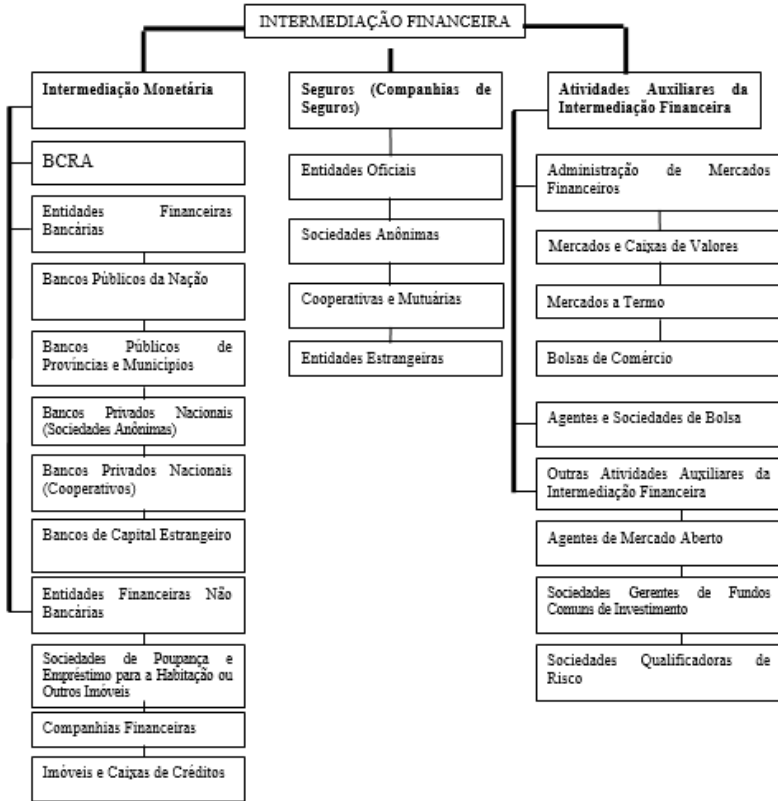 INTERMEDIAÇÃO FINANCEIRA
Intermediação Monetária
BCRA
Entidades Financeiras
Bancárias
Bancos Públicos da Nação
Bancos Públicos de
Províncias e Municípios
Bancos Privados Nacionais
(Sociedades Anônimas)
Bancos Privados Nacionais
(Cooperativos)
Bancos de Capital Estrangeiro
Entidades Financeiras Não
Bancárias
Sociedades de Poupança e
Empréstimo para a Habitação ou
Outros Imóveis
Companhias Financeiras
Imóveis e Caixas de Créditos
Seguros (Companhias de
Seguros)
Entidades Oficiais
Sociedades Anônimas
Cooperativas e Mutuárias
Entidades Estrangeiras
Atividades Auxiliares da
Intermediação Financeira
Administração de Mercados
Financeiros
Mercados e Caixas de Valores
Mercados a Termo
Bolsas de Comércio
Agentes e Sociedades de Bolsa
Outras Atividades Auxiliares da
Intermediação Financeira
Agentes de Mercado Aberto
Sociedades Gerentes de Fundos
Comuns de Investimento
Sociedades Qualificadoras de
Risco